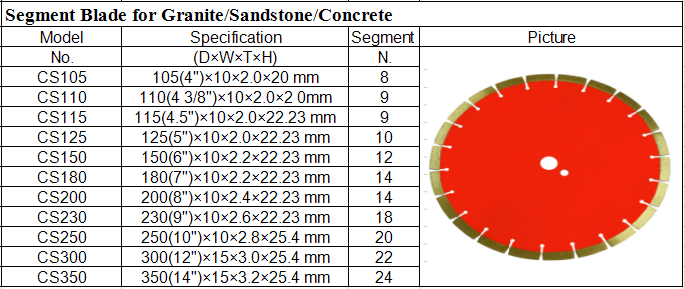 Segment Blade for Granite/Sandstone/Concrete
Model Specification Segment Picture
No. (D×W×T×H) N.
CS105 105(4")×10×2.0×20 mm 8
CS110 110(4 3/8")×10×2.0×2 0mm 9
CS115 115(4.5")×10×2.0×22.23 mm 9
CS125 125(5")×10×2.0×22.23 mm 10
CS150 150(6")×10×2.2×22.23 mm 12
CS180 180(7")×10×2.2×22.23 mm 14
CS200 200(8")×10×2.4×22.23 mm 14
CS230 230(9")×10×2.6×22.23 mm 18
CS250 250(10")×10×2.8×25.4 mm 20
CS300 300(12")×15×3.0×25.4 mm 22
CS350 350(14")×15×3.2×25.4 mm 24